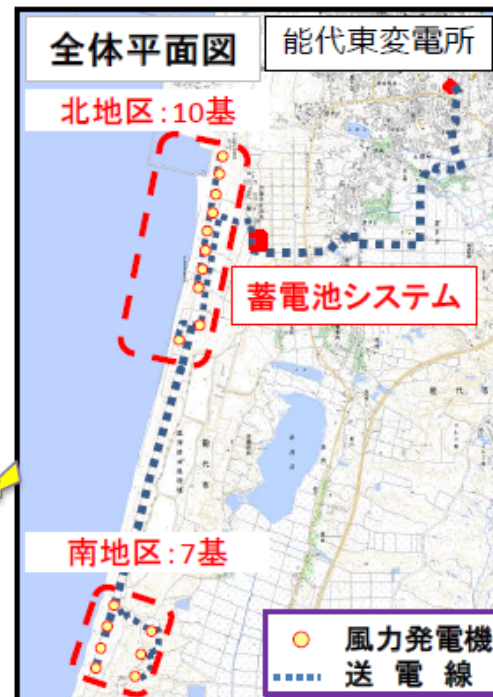 全体平面図
能代東変電所
北地区:10基
蓄電池システム
南地区:7基
風力発電機
送電線